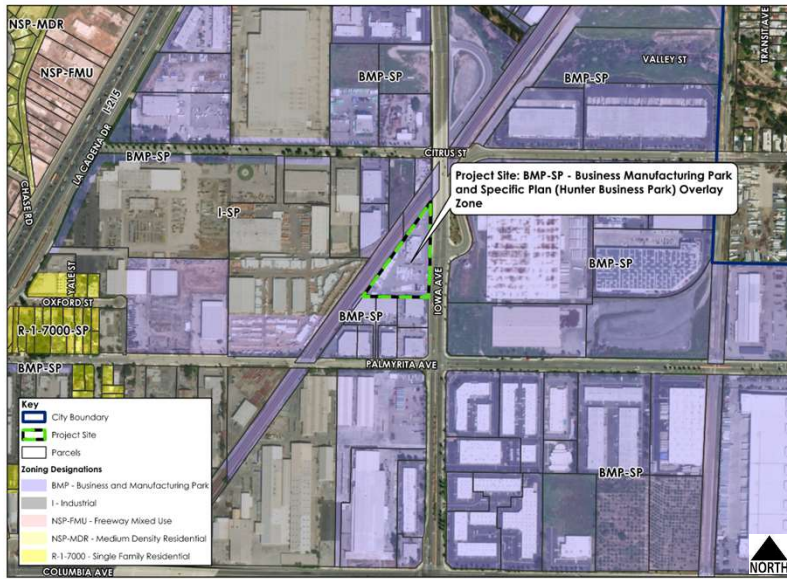 NSP-MDR
NSP-FMU
I-215
LA CADENA DR
CHASE RD
BMP-SP
BMP-SP
VALLEY ST
TRANSIT AVE
BMP-SP
CITRUS ST
Project Site: BMP-SP - Business Manufacturing Park
and Specific Plan (Hunter Business Park) Overlay
Zone
I-SP
YALE ST
OXFORD ST
R-1-7000-SP
BMP-SP
IOWA AVE
BMP-SP
BMP-SP
PALMYRITA AVE
BMP-SP
Key
City Boundary
Project Site
Parcels
Zoning Designations
BMP - Business and Manufacturing Park
I - Industrial
NSP-FMU - Freeway Mixed Use
NSP-MDR - Medium Density Residential
R-1-7000 - Single Family Residential
COLUMBIA AVE
NORTH